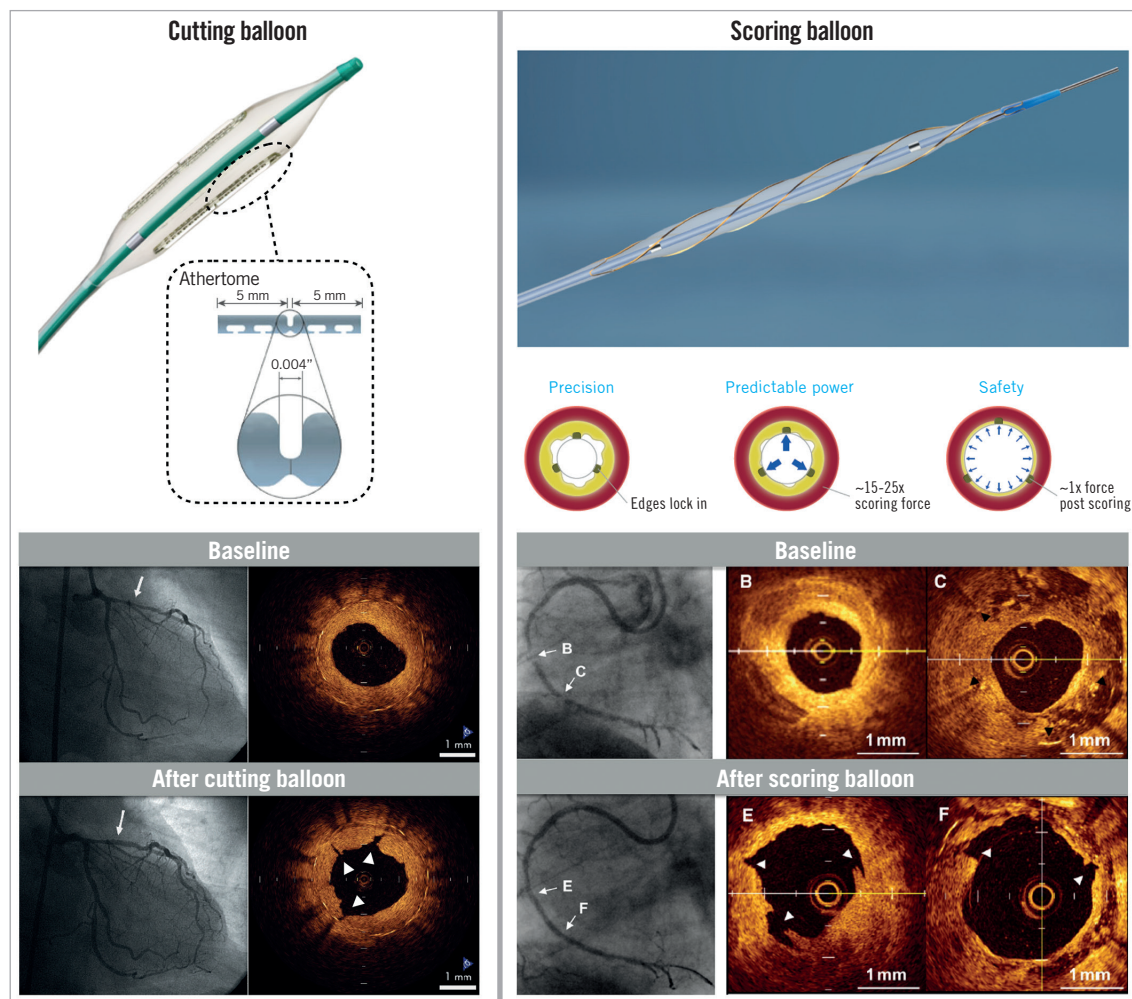 Cutting balloon
Athertome
5 mm 5 mm
0.004”
Baseline
1 mm
After cutting balloon
1 mm
Scoring balloon
Precision Predictable power Safety
Edges lock in
~15-25x
scoring force
~1x force
post scoring
Baseline
B
C
B
1 mm
C
1 mm
After scoring balloon
E
F
E
1 mm
F
1 mm